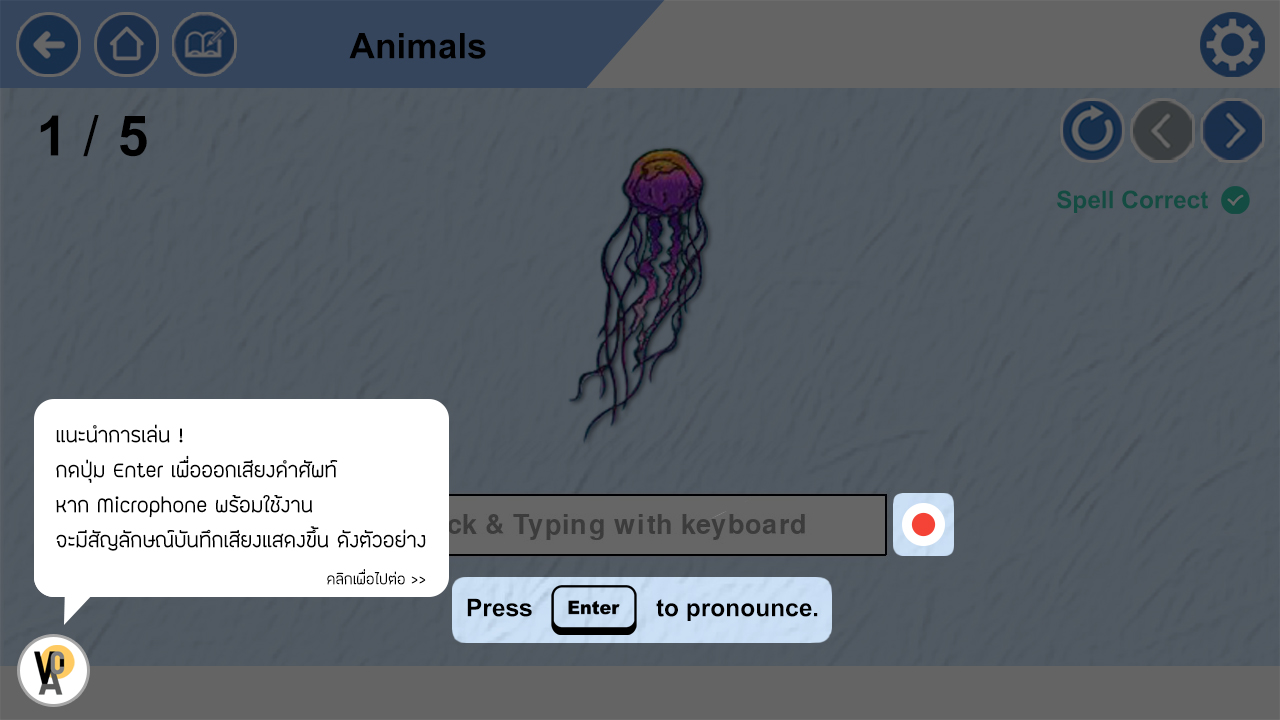 Animals
1 / 5
Spell Correct
แนะนำการเล่น !
กดปุ่ม Enter เพื่อออกเสียงคำศัพท์
หาก Microphone พร้อมใช้งาน
จะมีสัญลักษณ์บันทึกเสียงแสดงขึ้น ดังตัวอย่าง
คลิกเพื่อไปต่อ >>
& Typing with keyboard
Press Enter to pronounce.
VCA